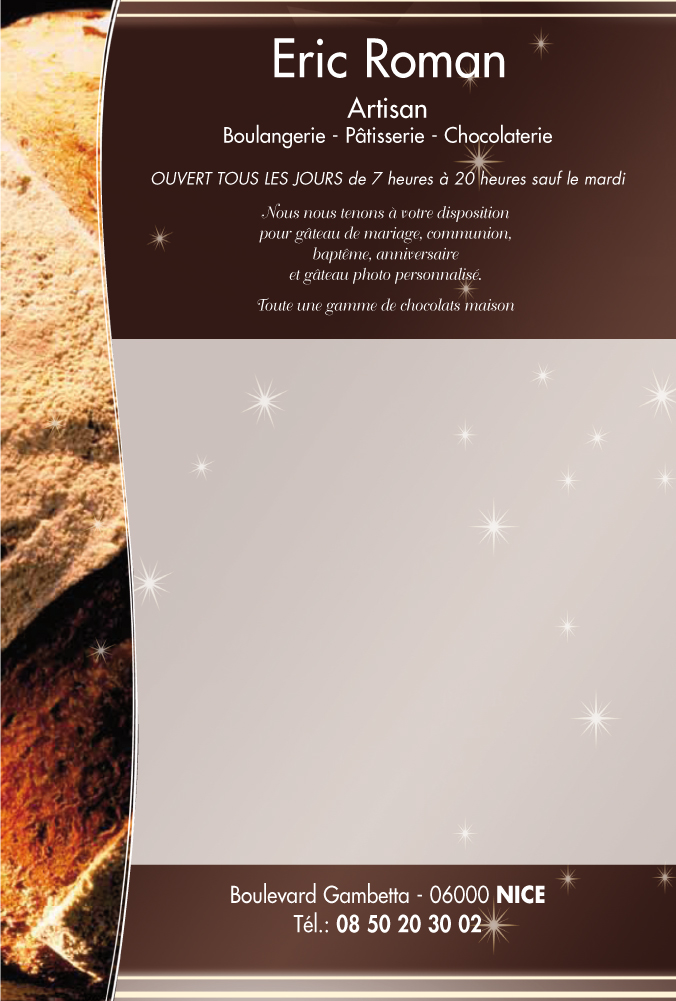 Eric Roman
Artisan
Boulangerie - Pâtisserie - Chocolaterie
OUVERT TOUS LES JOURS de 7 heures à 20 heures sauf le mardi
Nous nous tenons à votre disposition
pour gâteau de mariage, communion,
baptême, anniversaire
et gâteau photo personnalisé.
Toute une gamme de chocolats maison
Boulevard Gambetta - 06000 NICE
Tél.: 08 50 20 30 02